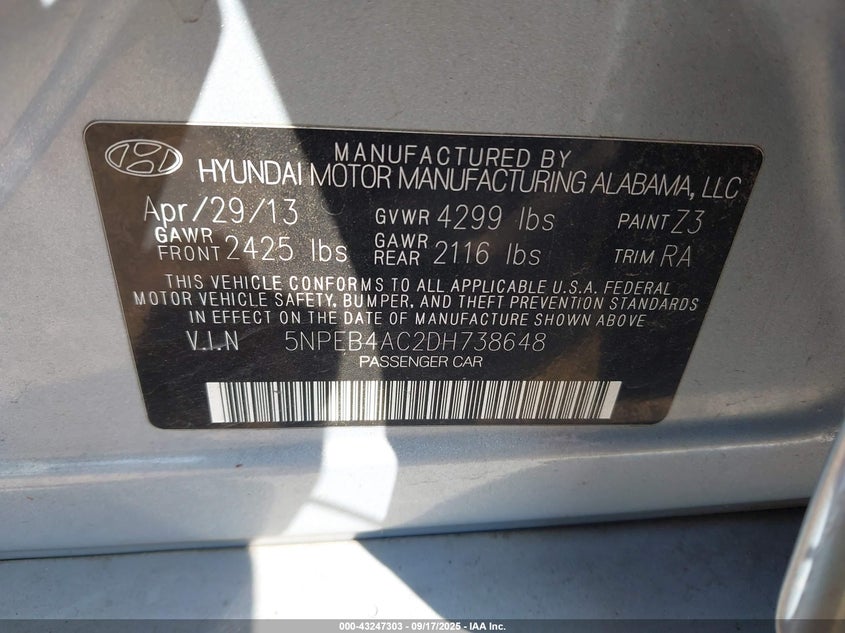 MANUFACTURED BY
HYUNDAI MOTOR MANUFACTURING ALABAMA, LLC
Apr/29/13 GVWR 4299 lbs PAINT Z3
GAWR FRONT 2425 lbs GAWR REAR 2116 lbs TRIM RA
THIS VEHICLE CONFORMS TO ALL APPLICABLE U.S.A. FEDERAL
MOTOR VEHICLE SAFETY, BUMPER, AND THEFT PREVENTION STANDARDS
IN EFFECT ON THE DATE OF MANUFACTURE SHOWN ABOVE
V.I.N 5NPEB4AC2DH738648
PASSENGER CAR
000-43247303 - 09/17/2025 - IAA Inc.